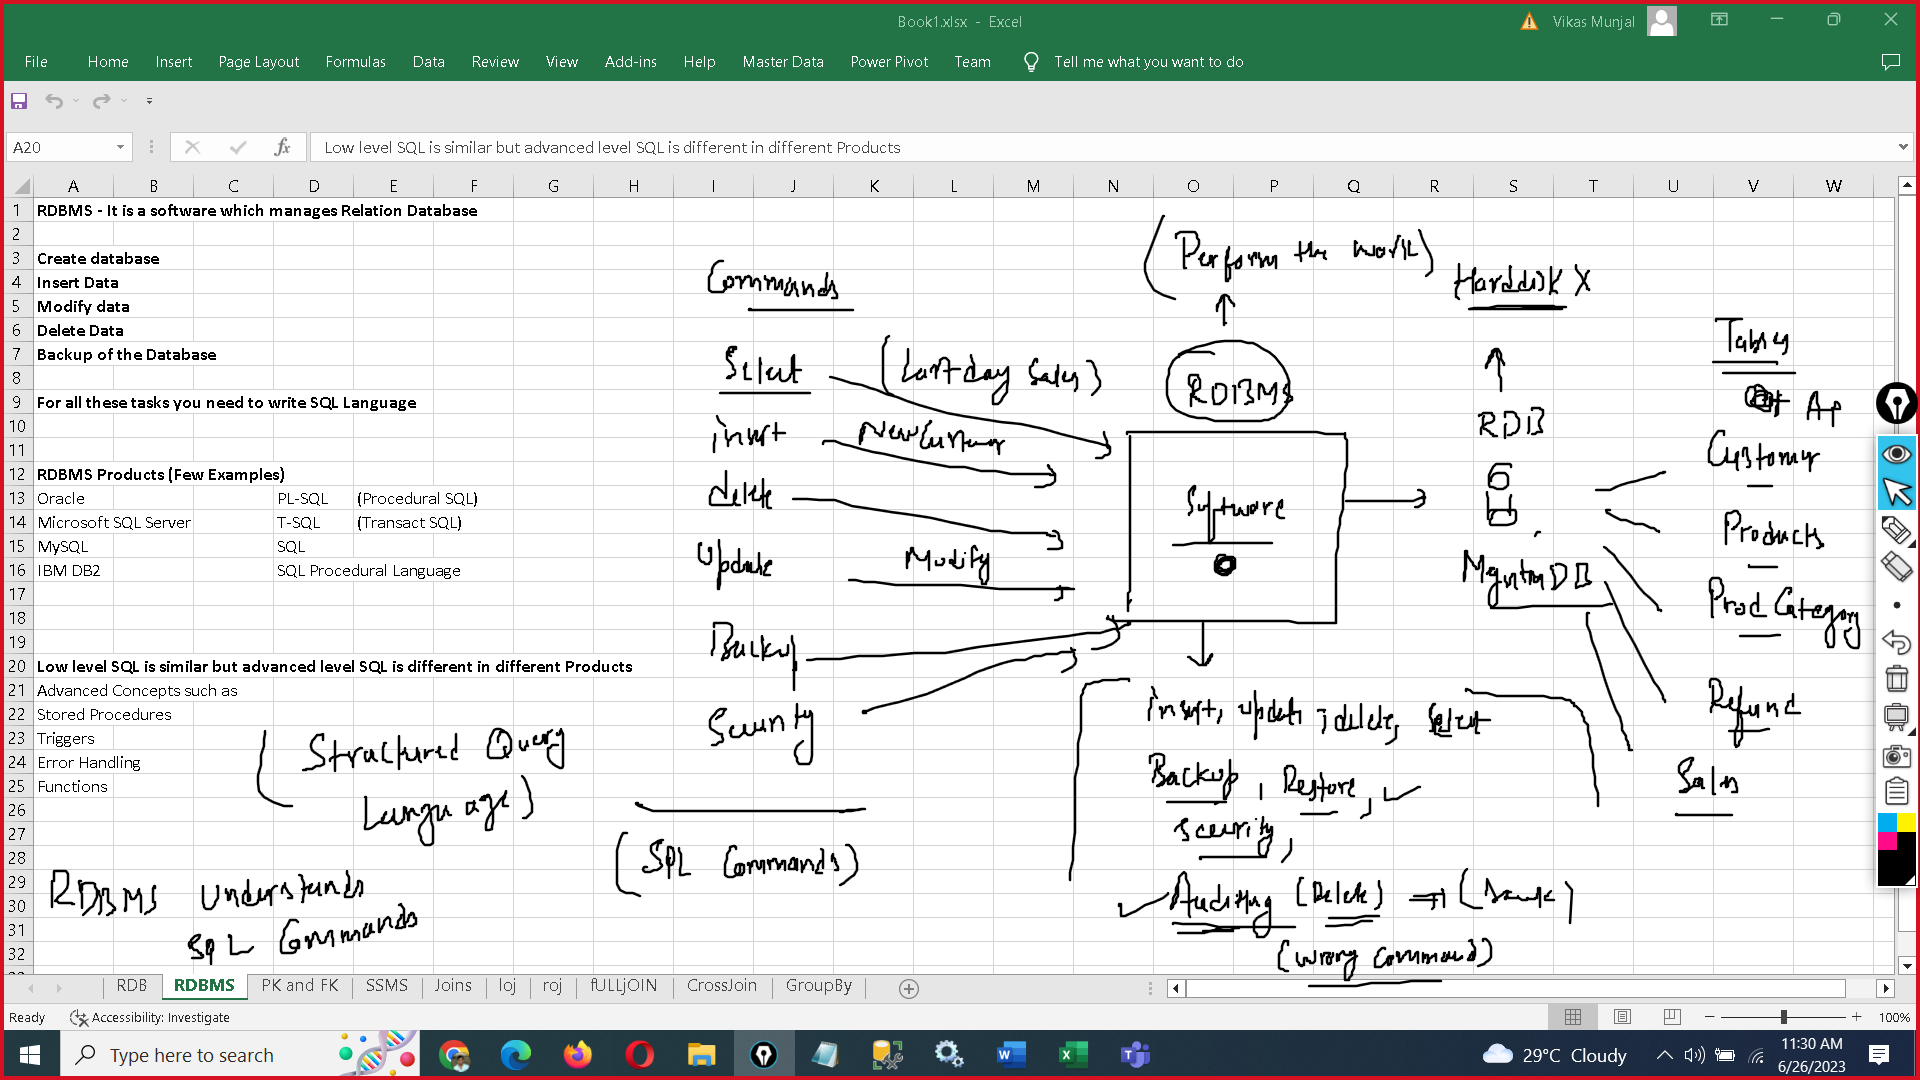 Book1.xlsx - Excel
Vikas Munjal
File Home Insert Page Layout Formulas Data Review View Add-ins Help Master Data Power Pivot Team Tell me what you want to do
A20 fx Low level SQL is similar but advanced level SQL is different in different Products
A B C D E F G H I J K L M N O P Q R S T U V W
1 RDBMS - It is a software which manages Relation Database
2
3 Create database
4 Insert Data
5 Modify data
6 Delete Data
7 Backup of the Database
8
9 For all these tasks you need to write SQL Language
10
11
12 RDBMS Products (Few Examples)
13 Oracle PL-SQL (Procedural SQL)
14 Microsoft SQL Server T-SQL (Transact SQL)
15 MySQL SQL
16 IBM DB2 SQL Procedural Language
17
18
19
20 Low level SQL is similar but advanced level SQL is different in different Products
21 Advanced Concepts such as
22 Stored Procedures
23 Triggers
24 Error Handling
25 Functions
26
27
28
29
30
31
32
(Structured Query
Language)
RDBMS Understands
SQL Commands
Commands
Select (Last day Sales)
insert New Customer
delete
Update Modify
Backup
Security
(SQL Commands)
(Perform the work)
RDBMS
Software
insert, update, delete, select
Backup, Restore,
Security,
Auditing (Delete)
(Wrong Command)
Harddisk X
RDB
Tables
Customer
Products
Prod Category
Refund
Sales
RDB RDBMS PK and FK SSMS Joins loj roj fULLjOIN CrossJoin GroupBy
Ready Accessibility: Investigate 100%
Type here to search
29°C Cloudy
11:30 AM
6/26/2023